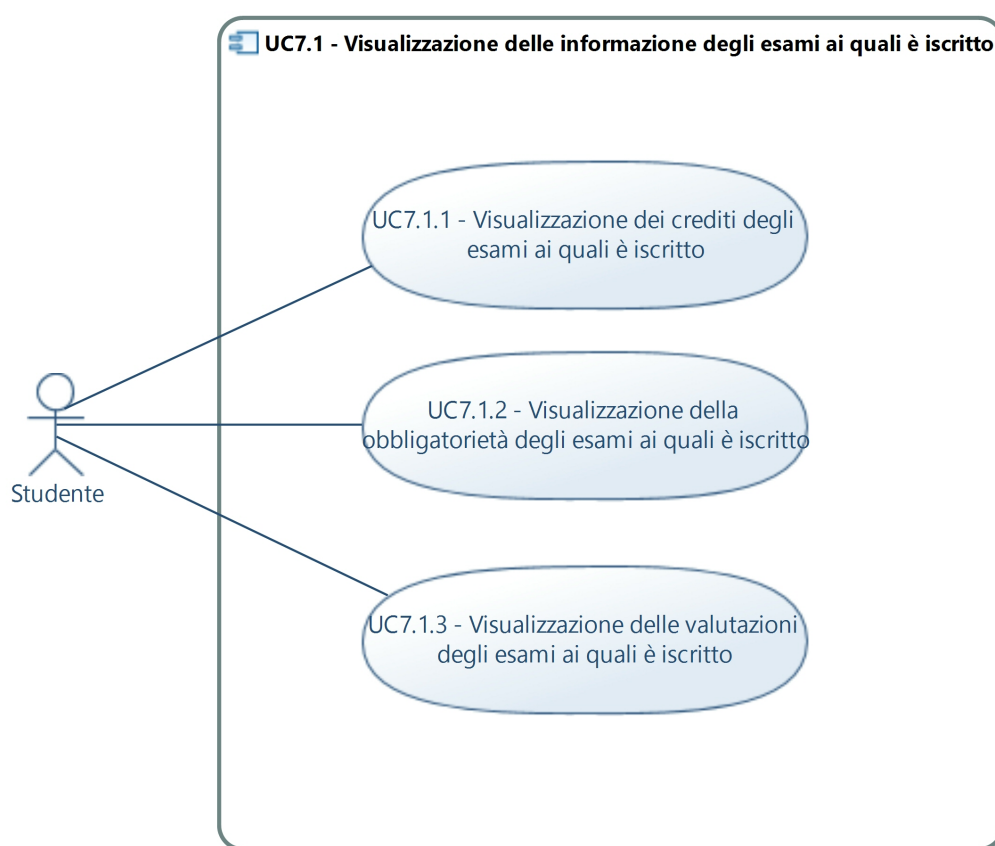 UC7.1 - Visualizzazione delle informazione degli esami ai quali è iscritto
UC7.1.1 - Visualizzazione dei crediti degli
esami ai quali è iscritto
UC7.1.2 - Visualizzazione della
obbligatorietà degli esami ai quali è iscritto
Studente
UC7.1.3 - Visualizzazione delle valutazioni
degli esami ai quali è iscritto